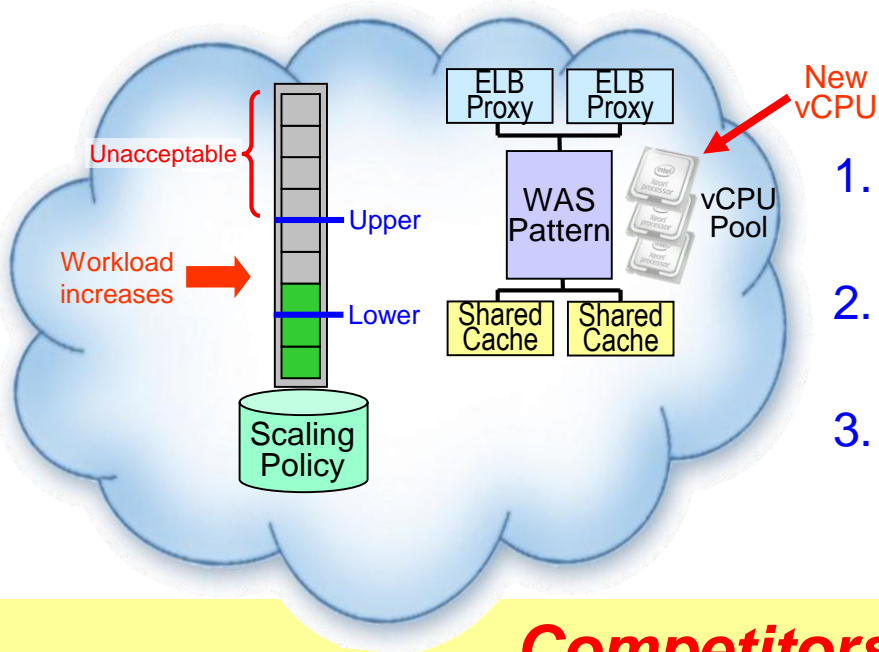 ELB
Proxy
ELB
Proxy
New
vCPU
Unacceptable
1.
WAS
Pattern
vCPU
Pool
Upper
Workload
increases
2.
Lower
Shared
Cache
Shared
Cache
3.
Scaling
Policy
Competitors